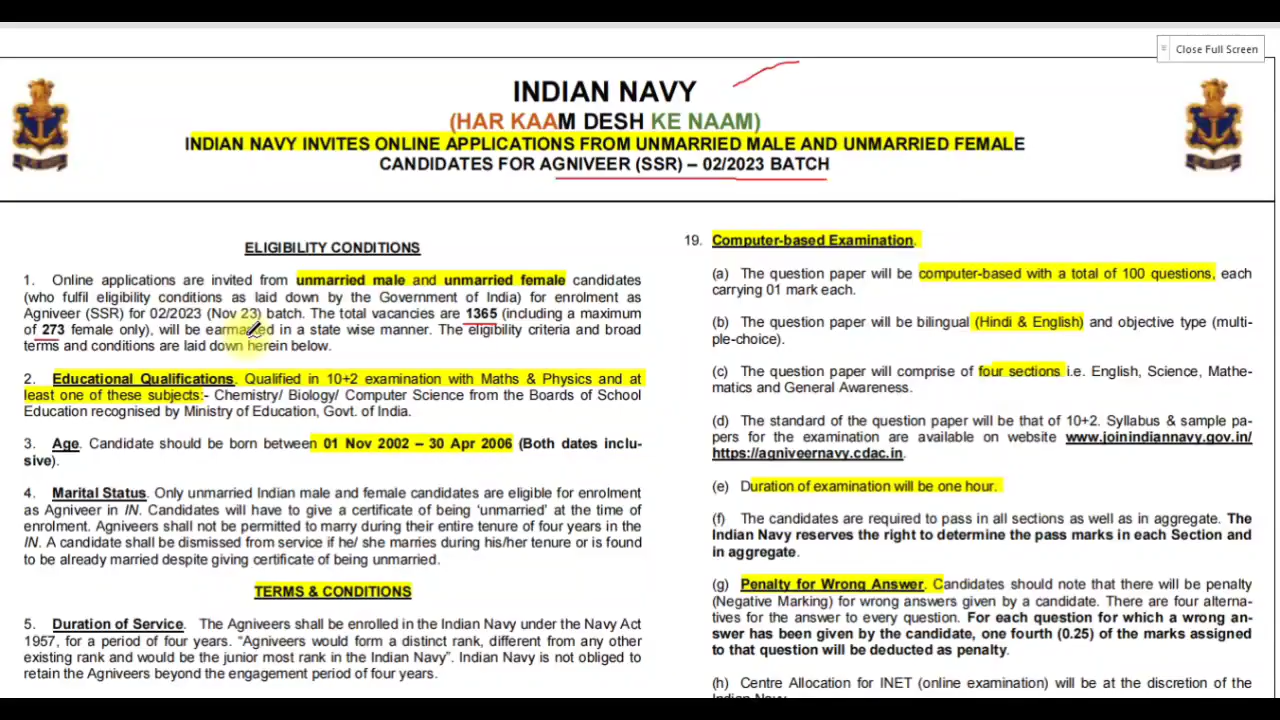 Close Full Screen
INDIAN NAVY
(HAR KAAM DESH KE NAAM)
INDIAN NAVY INVITES ONLINE APPLICATIONS FROM UNMARRIED MALE AND UNMARRIED FEMALE
CANDIDATES FOR AGNIVEER (SSR) – 02/2023 BATCH
ELIGIBILITY CONDITIONS
1. Online applications are invited from unmarried male and unmarried female candidates
(who fulfil eligibility conditions as laid down by the Government of India) for enrolment as
Agniveer (SSR) for 02/2023 (Nov 23) batch. The total vacancies are 1365 (including a maximum
of 273 female only), will be earmarked in a state wise manner. The eligibility criteria and broad
terms and conditions are laid down herein below.
2. Educational Qualifications. Qualified in 10+2 examination with Maths & Physics and at
least one of these subjects:- Chemistry/ Biology/ Computer Science from the Boards of School
Education recognised by Ministry of Education, Govt. of India.
3. Age. Candidate should be born between 01 Nov 2002 – 30 Apr 2006 (Both dates inclu-
sive).
4. Marital Status. Only unmarried Indian male and female candidates are eligible for enrolment
as Agniveer in IN. Candidates will have to give a certificate of being ‘unmarried’ at the time of
enrolment. Agniveers shall not be permitted to marry during their entire tenure of four years in the
IN. A candidate shall be dismissed from service if he/ she marries during his/her tenure or is found
to be already married despite giving certificate of being unmarried.
TERMS & CONDITIONS
5. Duration of Service. The Agniveers shall be enrolled in the Indian Navy under the Navy Act
1957, for a period of four years. “Agniveers would form a distinct rank, different from any other
existing rank and would be the junior most rank in the Indian Navy”. Indian Navy is not obliged to
retain the Agniveers beyond the engagement period of four years.
19. Computer-based Examination.
(a) The question paper will be computer-based with a total of 100 questions, each
carrying 01 mark each.
(b) The question paper will be bilingual (Hindi & English) and objective type (multi-
ple-choice).
(c) The question paper will comprise of four sections i.e. English, Science, Mathe-
matics and General Awareness.
(d) The standard of the question paper will be that of 10+2. Syllabus & sample pa-
pers for the examination are available on website www.joinindiannavy.gov.in/
https://agniveernavy.cdac.in.
(e) Duration of examination will be one hour.
(f) The candidates are required to pass in all sections as well as in aggregate. The
Indian Navy reserves the right to determine the pass marks in each Section and
in aggregate.
(g) Penalty for Wrong Answer. Candidates should note that there will be penalty
(Negative Marking) for wrong answers given by a candidate. There are four alterna-
tives for the answer to every question. For each question for which a wrong an-
swer has been given by the candidate, one fourth (0.25) of the marks assigned
to that question will be deducted as penalty.
(h) Centre Allocation for INET (online examination) will be at the discretion of the
Indian Navy.